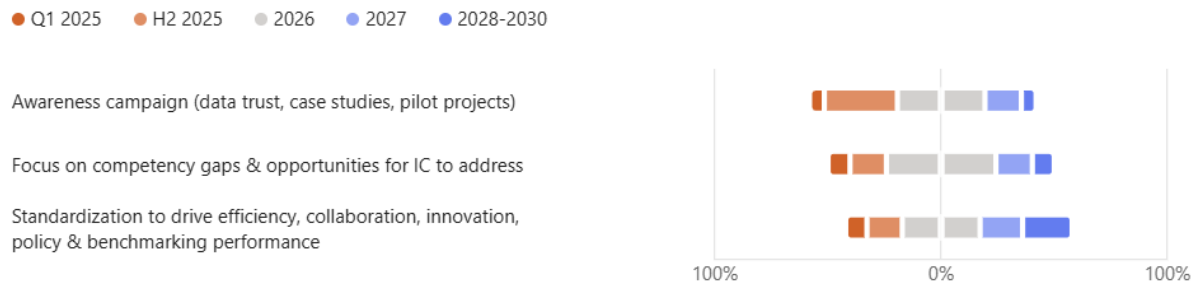 Q1 2025 H2 2025 2026 2027 2028-2030
Awareness campaign (data trust, case studies, pilot projects)
Focus on competency gaps & opportunities for IC to address
Standardization to drive efficiency, collaboration, innovation,
policy & benchmarking performance
100% 0% 100%